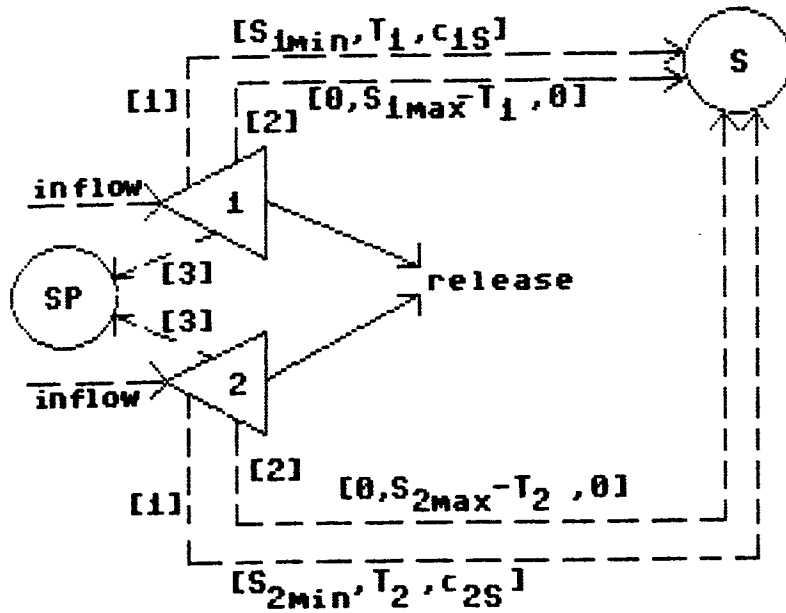 [S1min,T1,c1S]
S
[1]
[0,S1max-T1,0]
[2]
inflow
1
[3]
SP
release
[3]
inflow
2
[2]
[0,S2max-T2,0]
[1]
[S2min,T2,c2S]